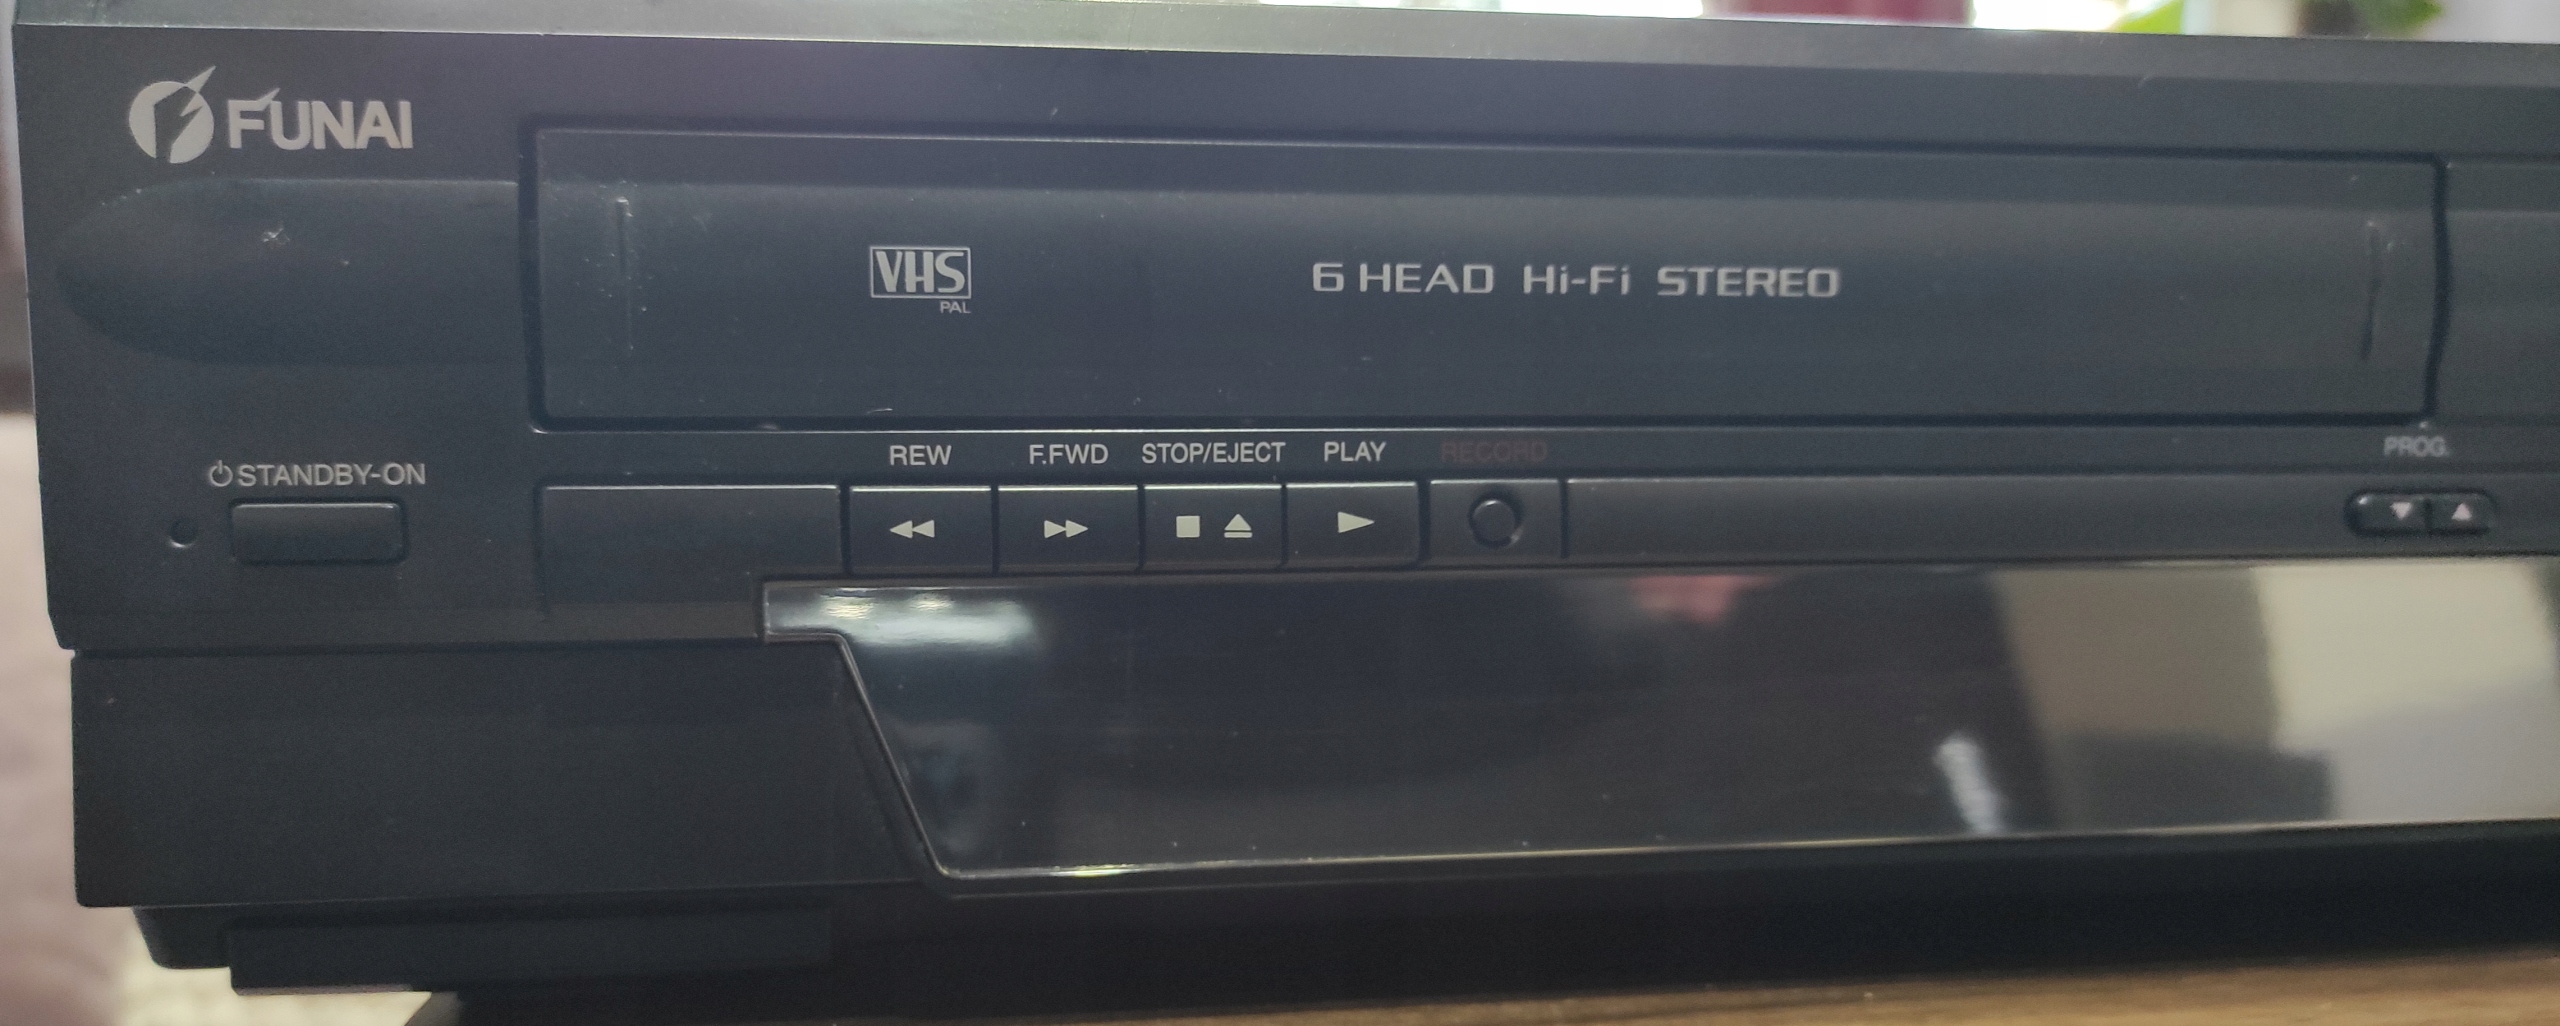 FUNAI
VHS
PAL
6 HEAD Hi-Fi STEREO
REW F.FWD STOP/EJECT PLAY RECORD PROG.
STANDBY-ON